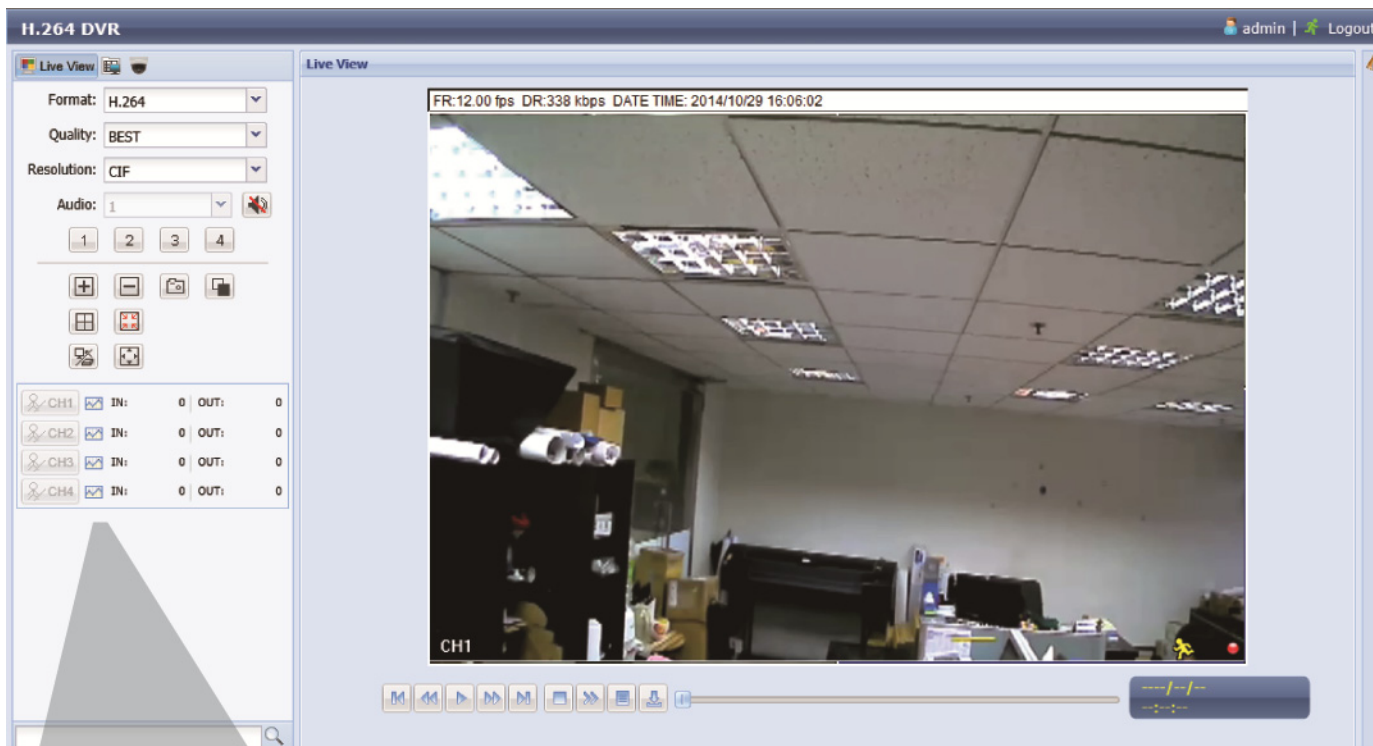 H.264 DVR
admin | Logout
Live View
Live View
Format: H.264
Quality: BEST
Resolution: CIF
Audio: 1
1 2 3 4
CH1 IN: 0 OUT: 0
CH2 IN: 0 OUT: 0
CH3 IN: 0 OUT: 0
CH4 IN: 0 OUT: 0
FR:12.00 fps DR:338 kbps DATE TIME: 2014/10/29 16:06:02
CH1
----/--/--
--:--:--